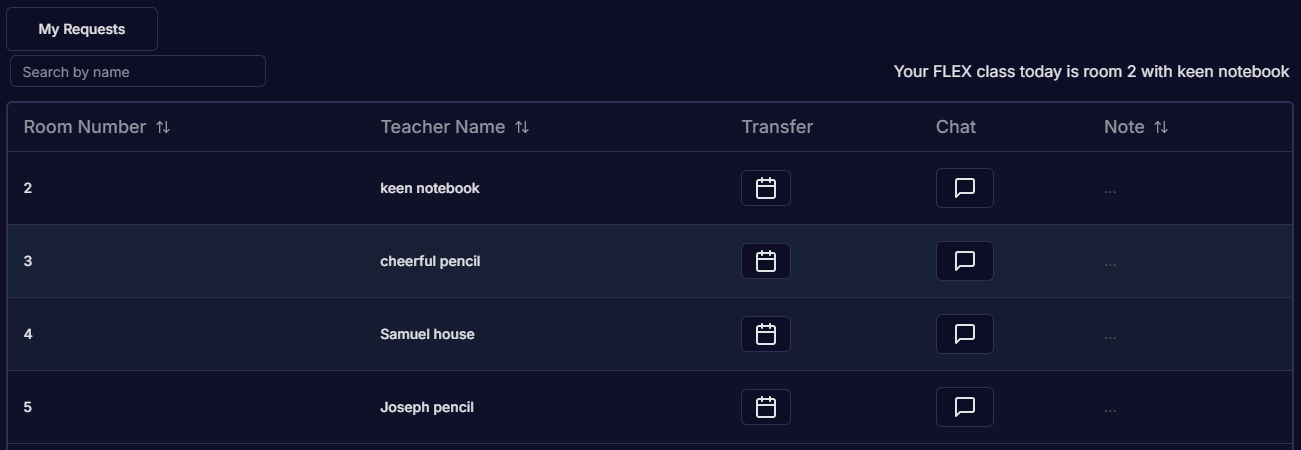 My Requests
Search by name
Your FLEX class today is room 2 with keen notebook
Room Number Teacher Name Transfer Chat Note
2 keen notebook ...
3 cheerful pencil ...
4 Samuel house ...
5 Joseph pencil ...